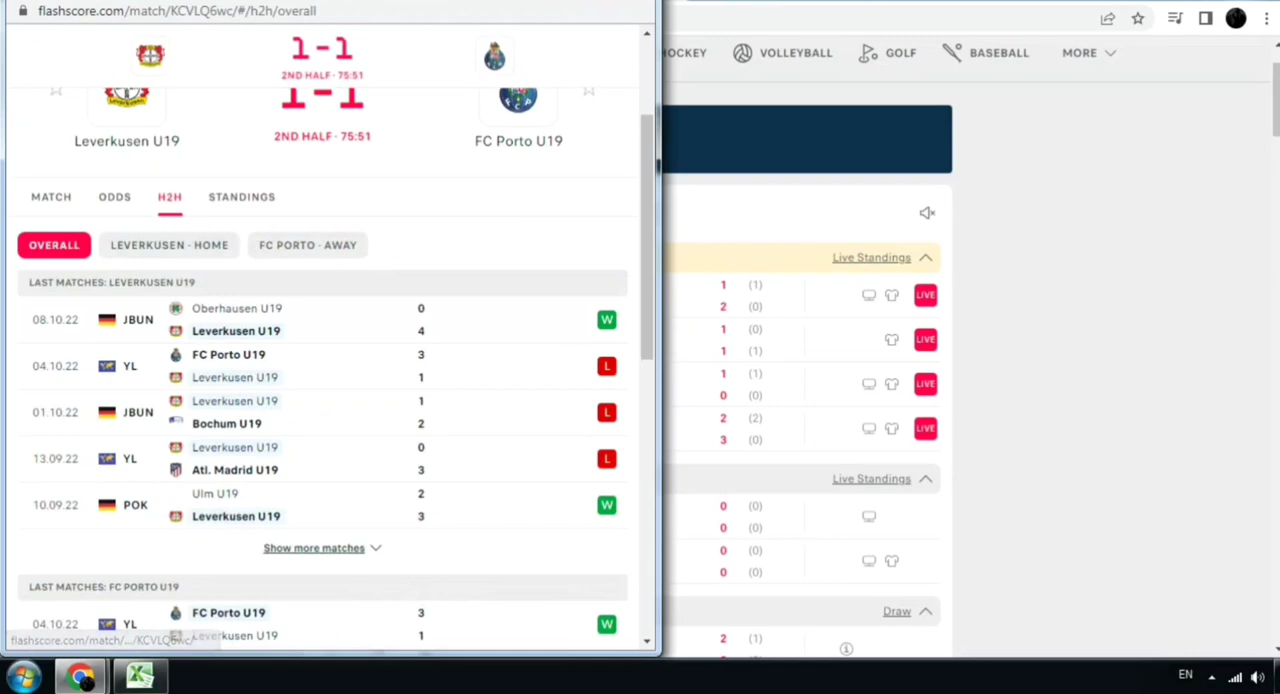 flashscore.com/match/KCVLQ6wc/#/h2h/overall
1-1
2ND HALF - 75:51
1-1
2ND HALF - 75:51
Leverkusen U19
FC Porto U19
MATCH ODDS H2H STANDINGS
OVERALL LEVERKUSEN - HOME FC PORTO - AWAY
LAST MATCHES: LEVERKUSEN U19
08.10.22 JBUN Oberhausen U19 0
Leverkusen U19 4 W
04.10.22 YL FC Porto U19 3
Leverkusen U19 1 L
01.10.22 JBUN Leverkusen U19 1
Bochum U19 2 L
13.09.22 YL Leverkusen U19 0
Atl. Madrid U19 3 L
10.09.22 POK Ulm U19 2
Leverkusen U19 3 W
Show more matches
LAST MATCHES: FC PORTO U19
04.10.22 YL FC Porto U19 3
Leverkusen U19 1 W
flashscore.com/match/.../KCVLQ6wc/
HOCKEY VOLLEYBALL GOLF BASEBALL MORE
Live Standings
1 (1)
2 (0) LIVE
1 (0)
1 (1) LIVE
1 (1)
0 (0) LIVE
2 (2)
3 (0) LIVE
Live Standings
0 (0)
0 (0)
0 (0)
0 (0)
Draw
2 (1)
EN